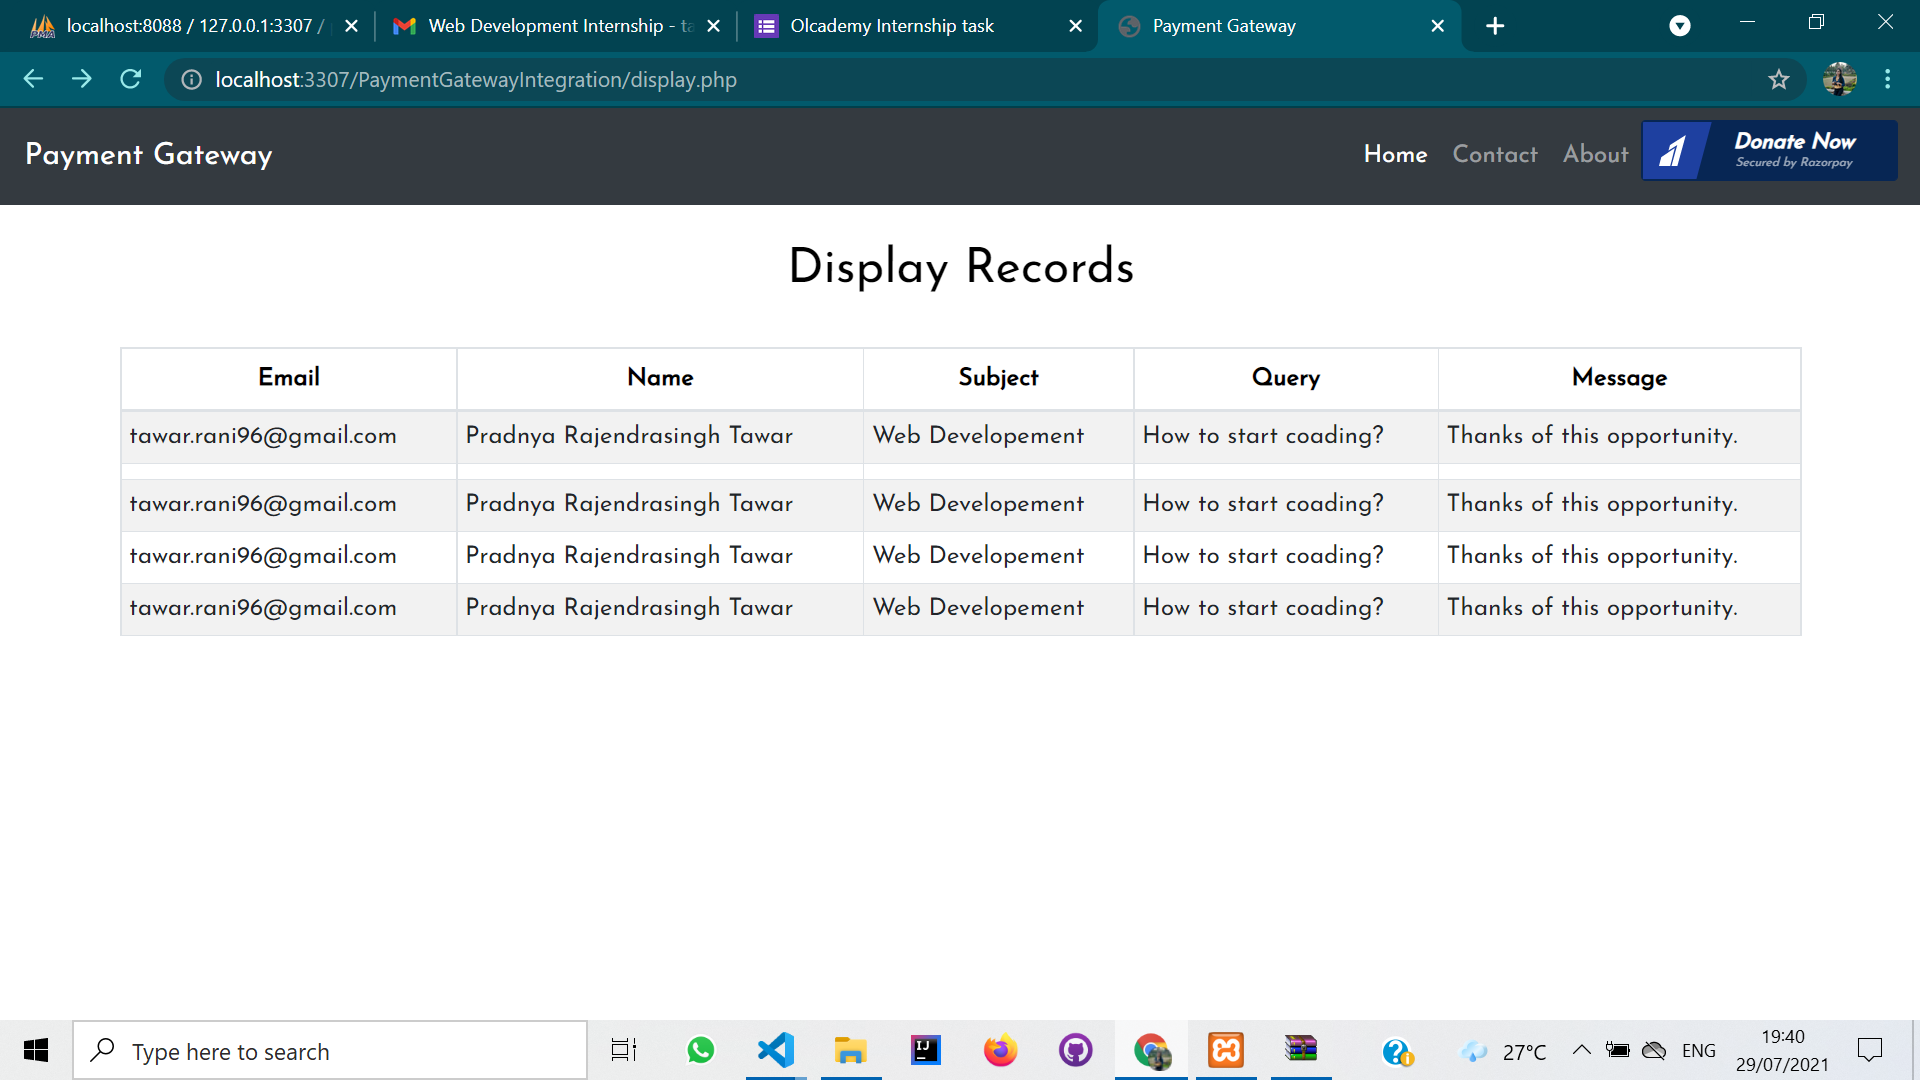 localhost:8088 / 127.0.0.1:3307 /
Web Development Internship - ta
Olcademy Internship task
Payment Gateway
localhost:3307/PaymentGatewayIntegration/display.php
Payment Gateway
Home Contact About
Donate Now
Secured by Razorpay
Display Records
Email Name Subject Query Message
tawar.rani96@gmail.com Pradnya Rajendrasingh Tawar Web Developement How to start coading? Thanks of this opportunity.
tawar.rani96@gmail.com Pradnya Rajendrasingh Tawar Web Developement How to start coading? Thanks of this opportunity.
tawar.rani96@gmail.com Pradnya Rajendrasingh Tawar Web Developement How to start coading? Thanks of this opportunity.
tawar.rani96@gmail.com Pradnya Rajendrasingh Tawar Web Developement How to start coading? Thanks of this opportunity.
Type here to search
27°C
ENG
19:40
29/07/2021